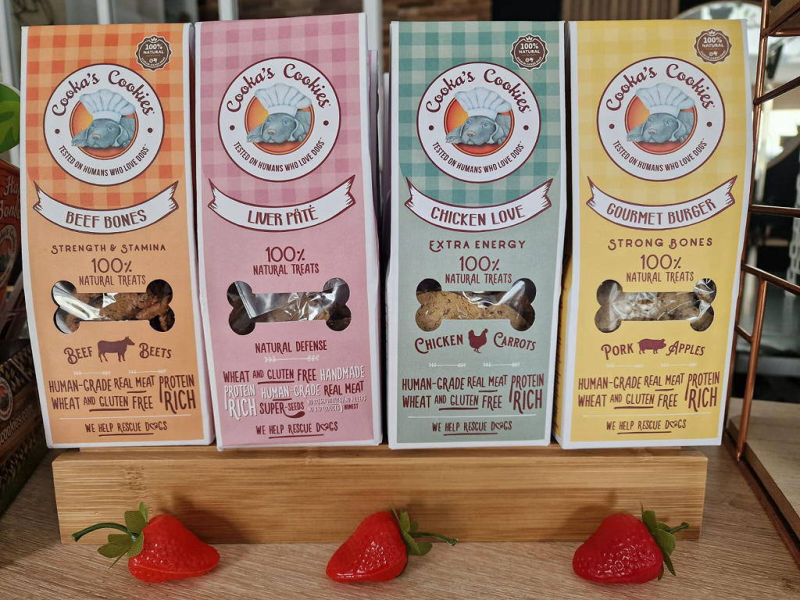 100%
NATURAL
Cooka's Cookies
TESTED ON HUMANS WHO LOVE DOGS
BEEF BONES
STRENGTH & STAMINA
100%
NATURAL TREATS
BEEF BEETS
HUMAN-GRADE REAL MEAT PROTEIN
WHEAT AND GLUTEN FREE RICH
WE HELP RESCUE DOGS
Cooka's Cookies
TESTED ON HUMANS WHO LOVE DOGS
LIVER PÂTÉ
100%
NATURAL TREATS
NATURAL DEFENSE
WHEAT AND GLUTEN FREE HANDMADE
PROTEIN HUMAN-GRADE REAL MEAT
RICH SUPER-SEEDS
HONEST
WE HELP RESCUE DOGS
100%
NATURAL
Cooka's Cookies
TESTED ON HUMANS WHO LOVE DOGS
CHICKEN LOVE
EXTRA ENERGY
100%
NATURAL TREATS
CHICKEN CARROTS
HUMAN-GRADE REAL MEAT PROTEIN
WHEAT AND GLUTEN FREE RICH
WE HELP RESCUE DOGS
100%
NATURAL
Cooka's Cookies
TESTED ON HUMANS WHO LOVE DOGS
GOURMET BURGER
STRONG BONES
100%
NATURAL TREATS
PORK APPLES
HUMAN-GRADE REAL MEAT PROTEIN
WHEAT AND GLUTEN FREE RICH
WE HELP RESCUE DOGS